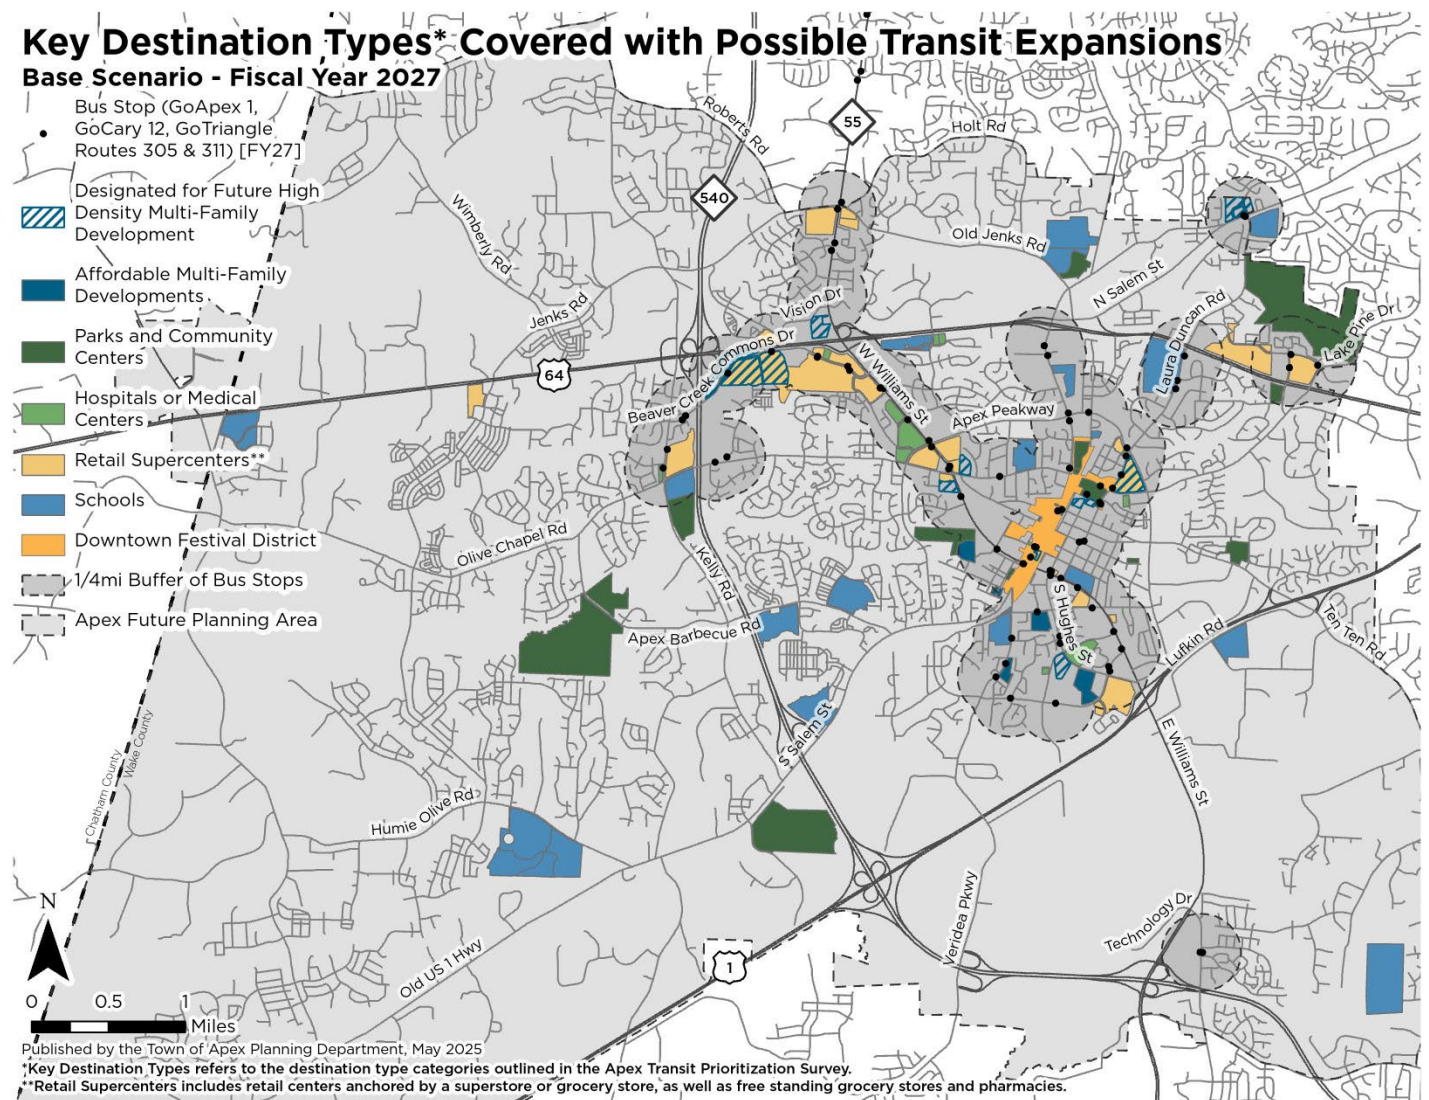 Key Destination Types* Covered with Possible Transit Expansions
Base Scenario - Fiscal Year 2027
Bus Stop (GoApex 1,
GoCary 12, GoTriangle
Routes 305 & 311) [FY27]
Designated for Future High
Density Multi-Family
Development
Affordable Multi-Family
Developments
Parks and Community
Centers
Hospitals or Medical
Centers
Retail Supercenters**
Schools
Downtown Festival District
1/4mi Buffer of Bus Stops
Apex Future Planning Area
Roberts Rd
55
Holt Rd
540
Wimberly Rd
Old Jenks Rd
N Salem St
Jenks Rd
Vision Dr
Laura Duncan Rd
Lake Pine Dr
64
Beaver Creek Commons Dr
W Williams St
Apex Peakway
Olive Chapel Rd
Kelly Rd
S Hughes St
Apex Barbecue Rd
Lufkin Rd
Ten Ten Rd
S Salem St
E Williams St
Chatham County
Wake County
Humie Olive Rd
Old US 1 Hwy
Veridea Pkwy
Technology Dr
1
N
0 0.5 1
Miles
Published by the Town of Apex Planning Department, May 2025
*Key Destination Types refers to the destination type categories outlined in the Apex Transit Prioritization Survey.
**Retail Supercenters includes retail centers anchored by a superstore or grocery store, as well as free standing grocery stores and pharmacies.